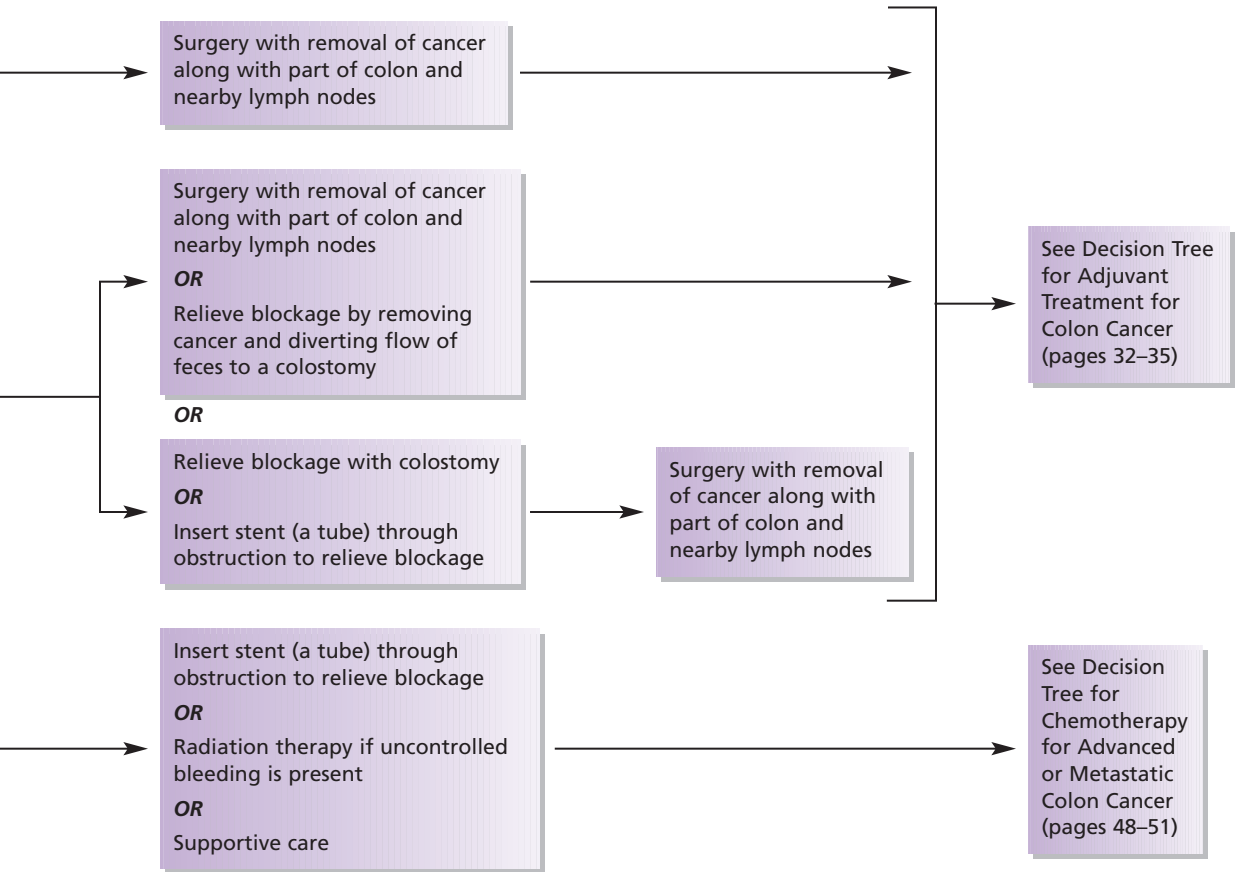 Surgery with removal of cancer
along with part of colon and
nearby lymph nodes
Surgery with removal of cancer
along with part of colon and
nearby lymph nodes
OR
Relieve blockage by removing
cancer and diverting flow of
feces to a colostomy
OR
Relieve blockage with colostomy
OR
Insert stent (a tube) through
obstruction to relieve blockage
Surgery with removal
of cancer along with
part of colon and
nearby lymph nodes
See Decision Tree
for Adjuvant
Treatment for
Colon Cancer
(pages 32–35)
Insert stent (a tube) through
obstruction to relieve blockage
OR
Radiation therapy if uncontrolled
bleeding is present
OR
Supportive care
See Decision
Tree for
Chemotherapy
for Advanced
or Metastatic
Colon Cancer
(pages 48–51)